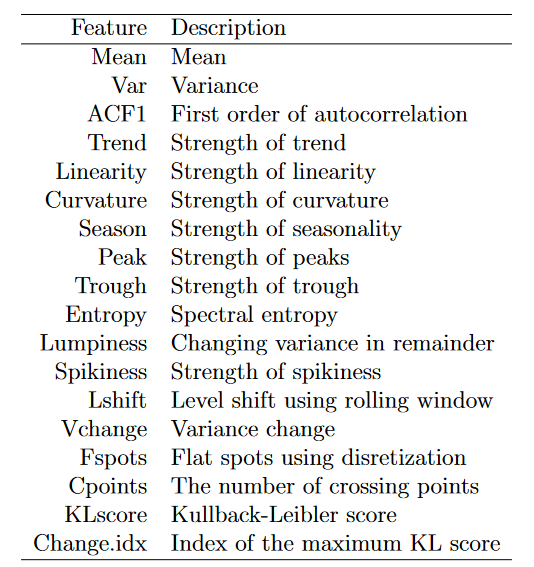 Feature Description
Mean Mean
Var Variance
ACF1 First order of autocorrelation
Trend Strength of trend
Linearity Strength of linearity
Curvature Strength of curvature
Season Strength of seasonality
Peak Strength of peaks
Trough Strength of trough
Entropy Spectral entropy
Lumpiness Changing variance in remainder
Spikiness Strength of spikiness
Lshift Level shift using rolling window
Vchange Variance change
Fspots Flat spots using disretization
Cpoints The number of crossing points
KLscore Kullback-Leibler score
Change.idx Index of the maximum KL score